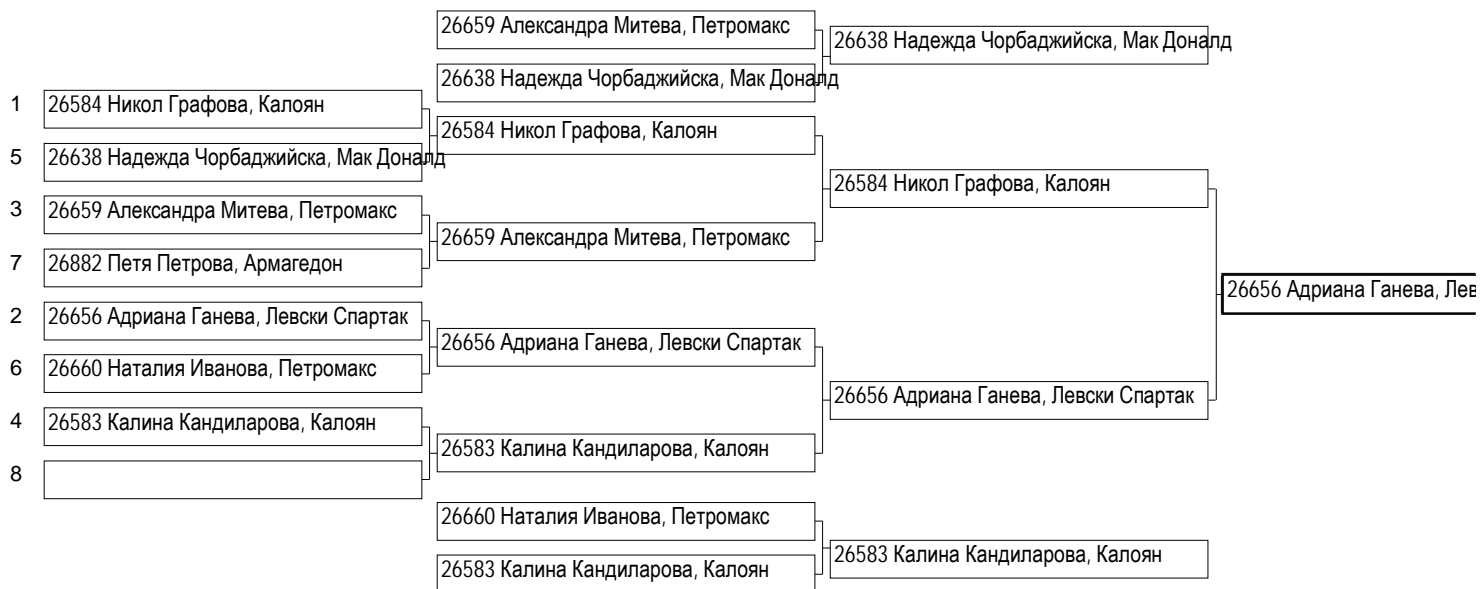 26659 Александра Митева, Петромакс
26638 Надежда Чорбаджийска, Мак Доналд
26638 Надежда Чорбаджийска, Мак Доналд
1 26584 Никол Графова, Калоян
26584 Никол Графова, Калоян
5 26638 Надежда Чорбаджийска, Мак Доналд
26584 Никол Графова, Калоян
3 26659 Александра Митева, Петромакс
26659 Александра Митева, Петромакс
7 26882 Петя Петрова, Армагедон
26656 Адриана Ганева, Лев
2 26656 Адриана Ганева, Левски Спартак
26656 Адриана Ганева, Левски Спартак
6 26660 Наталия Иванова, Петромакс
26656 Адриана Ганева, Левски Спартак
4 26583 Калина Кандиларова, Калоян
26583 Калина Кандиларова, Калоян
8
26660 Наталия Иванова, Петромакс
26583 Калина Кандиларова, Калоян
26583 Калина Кандиларова, Калоян